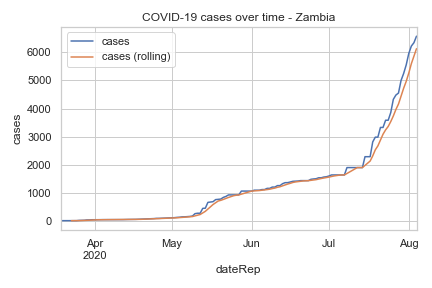 COVID-19 cases over time - Zambia
cases
cases (rolling)
6000
5000
4000
3000
2000
1000
0
cases
Apr
2020
May
Jun
Jul
Aug
dateRep